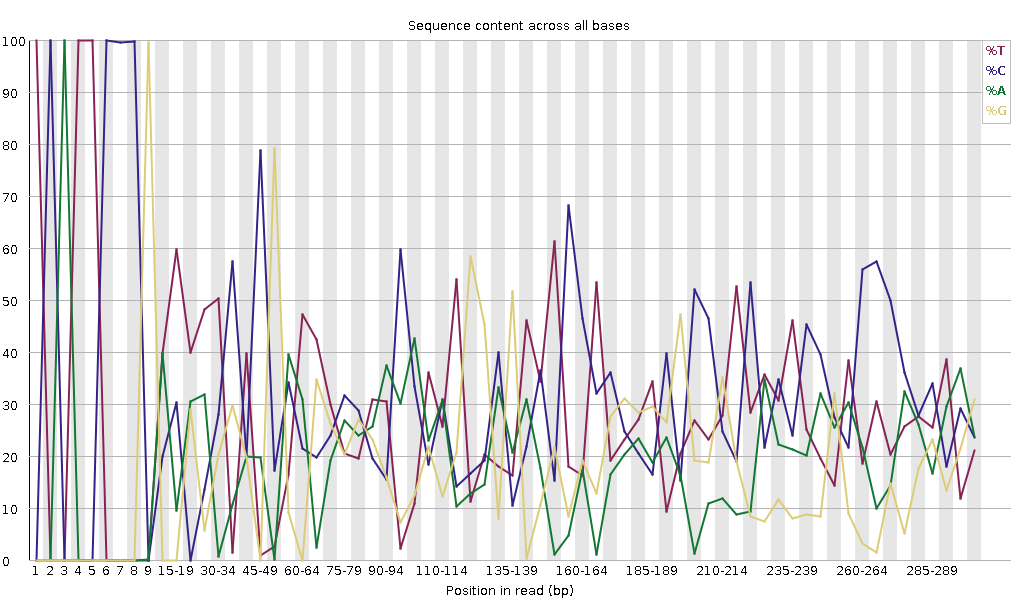 Sequence content across all bases
100
90
80
70
60
50
40
30
20
10
0
%T
%C
%A
%G
1 2 3 4 5 6 7 8 9 15-19 30-34 45-49 60-64 75-79 90-94 110-114 135-139 160-164 185-189 210-214 235-239 260-264 285-289
Position in read (bp)